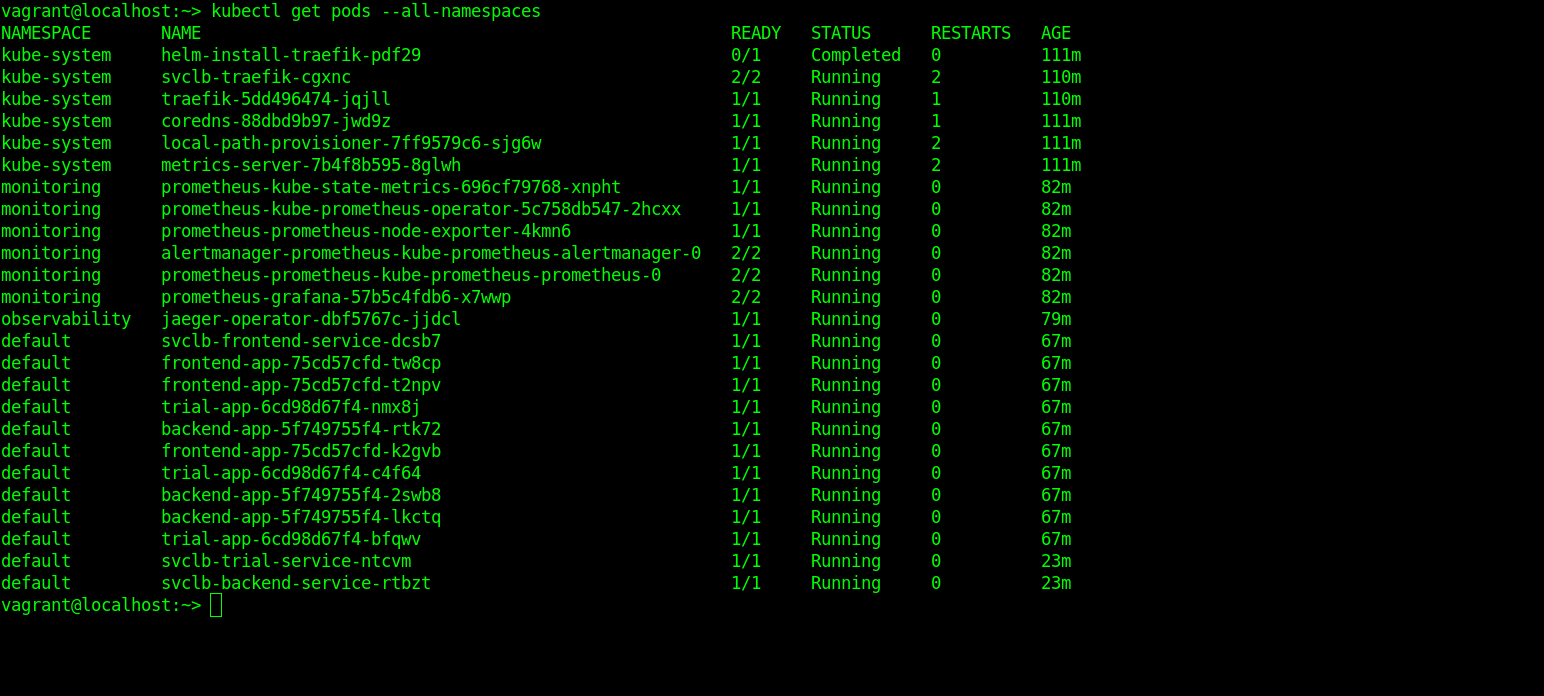 vagrant@localhost:~> kubectl get pods --all-namespaces
NAMESPACE NAME READY STATUS RESTARTS AGE
kube-system helm-install-traefik-pdf29 0/1 Completed 0 111m
kube-system svclb-traefik-cgxnc 2/2 Running 2 110m
kube-system traefik-5dd496474-jqjll 1/1 Running 1 110m
kube-system coredns-88dbd9b97-jwd9z 1/1 Running 1 111m
kube-system local-path-provisioner-7ff9579c6-sjg6w 1/1 Running 2 111m
kube-system metrics-server-7b4f8b595-8glwh 1/1 Running 2 111m
monitoring prometheus-kube-state-metrics-696cf79768-xnpht 1/1 Running 0 82m
monitoring prometheus-kube-prometheus-operator-5c758db547-2hcxx 1/1 Running 0 82m
monitoring prometheus-prometheus-node-exporter-4kmn6 1/1 Running 0 82m
monitoring alertmanager-prometheus-kube-prometheus-alertmanager-0 2/2 Running 0 82m
monitoring prometheus-prometheus-kube-prometheus-prometheus-0 2/2 Running 0 82m
monitoring prometheus-grafana-57b5c4fdb6-x7wwp 2/2 Running 0 82m
observability jaeger-operator-dbf5767c-jjdcl 1/1 Running 0 79m
default svclb-frontend-service-dcsb7 1/1 Running 0 67m
default frontend-app-75cd57cfd-tw8cp 1/1 Running 0 67m
default frontend-app-75cd57cfd-t2npv 1/1 Running 0 67m
default trial-app-6cd98d67f4-nmx8j 1/1 Running 0 67m
default backend-app-5f749755f4-rtk72 1/1 Running 0 67m
default frontend-app-75cd57cfd-k2gvb 1/1 Running 0 67m
default trial-app-6cd98d67f4-c4f64 1/1 Running 0 67m
default backend-app-5f749755f4-2swb8 1/1 Running 0 67m
default backend-app-5f749755f4-lkctq 1/1 Running 0 67m
default trial-app-6cd98d67f4-bfqwv 1/1 Running 0 67m
default svclb-trial-service-ntcvm 1/1 Running 0 23m
default svclb-backend-service-rtbzt 1/1 Running 0 23m
vagrant@localhost:~>